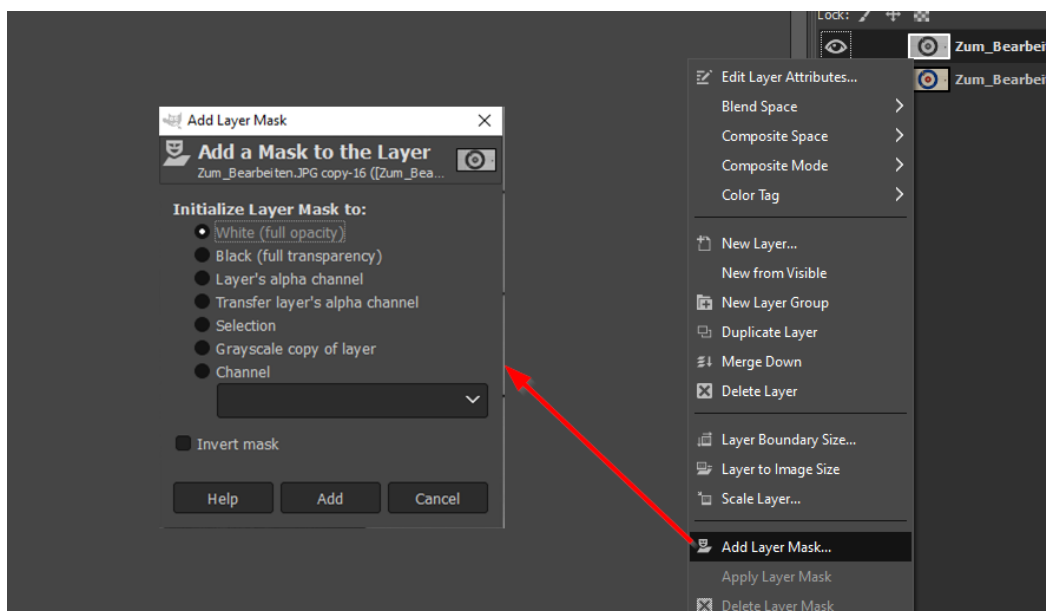 Lock:
Zum_Bearbei
Zum_Bearbei
Add Layer Mask
Add a Mask to the Layer
Zum_Bearbeiten.JPG copy-16 ([Zum_Bea...
Initialize Layer Mask to:
White (full opacity)
Black (full transparency)
Layer's alpha channel
Transfer layer's alpha channel
Selection
Grayscale copy of layer
Channel
Invert mask
Help
Add
Cancel
Edit Layer Attributes...
Blend Space
Composite Space
Composite Mode
Color Tag
New Layer...
New from Visible
New Layer Group
Duplicate Layer
Merge Down
Delete Layer
Layer Boundary Size...
Layer to Image Size
Scale Layer...
Add Layer Mask...
Apply Layer Mask
Delete Layer Mask